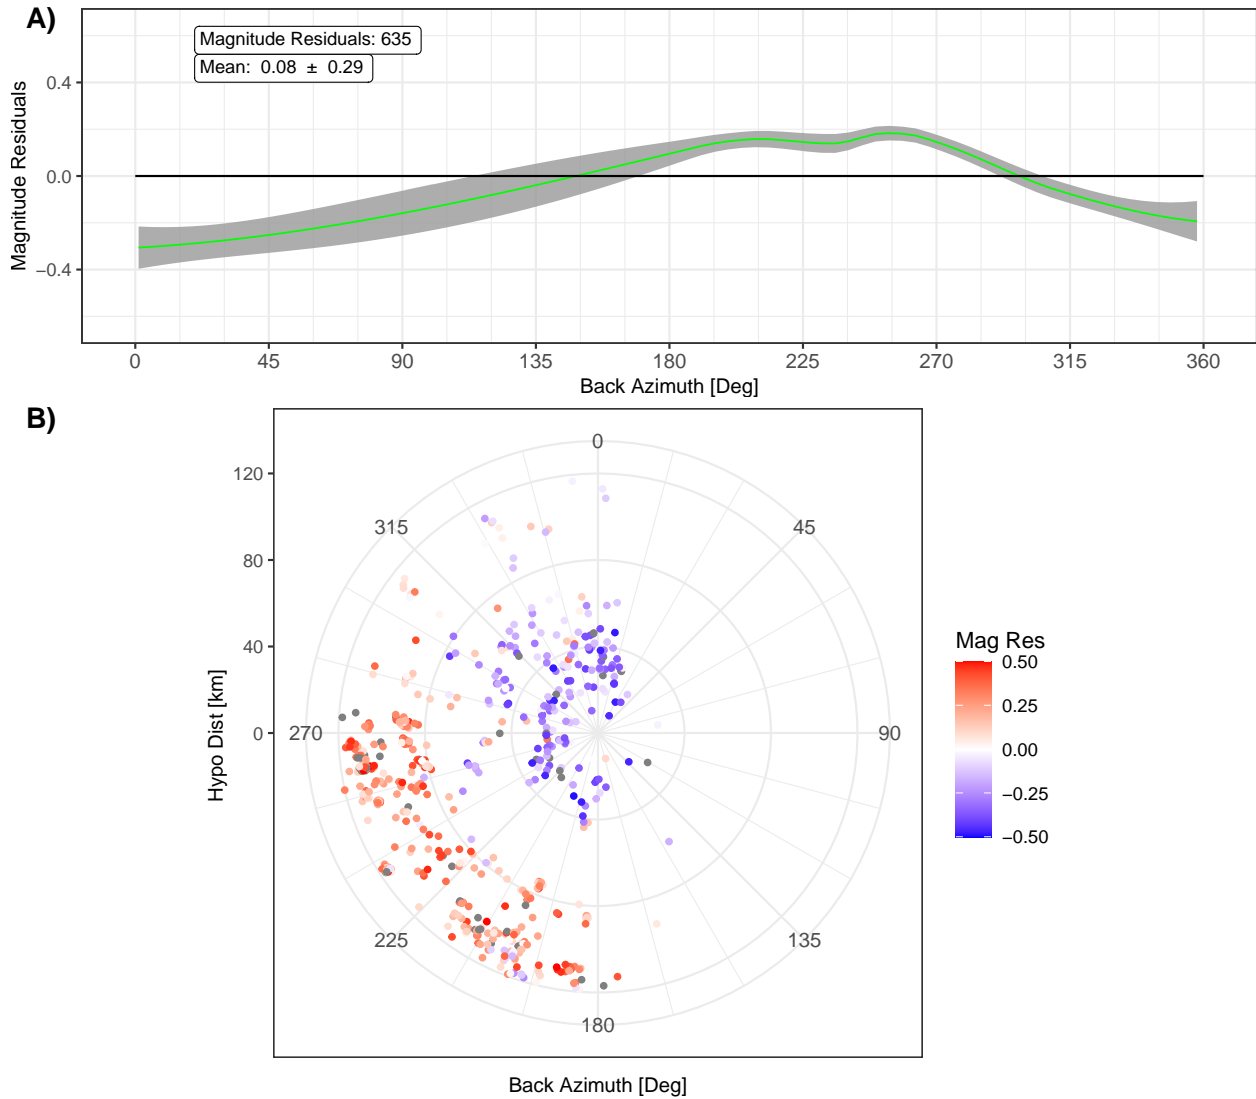 A)
Magnitude Residuals: 635
Mean:  0.08  ±  0.29
0.4
0.0
−0.4
Magnitude Residuals
0 45 90 135 180 225 270 315 360
Back Azimuth [Deg]
B)
0
45
90
135
180
225
270
315
120
80
40
0
Hypo Dist [km]
Back Azimuth [Deg]
Mag Res
0.50
0.25
0.00
−0.25
−0.50